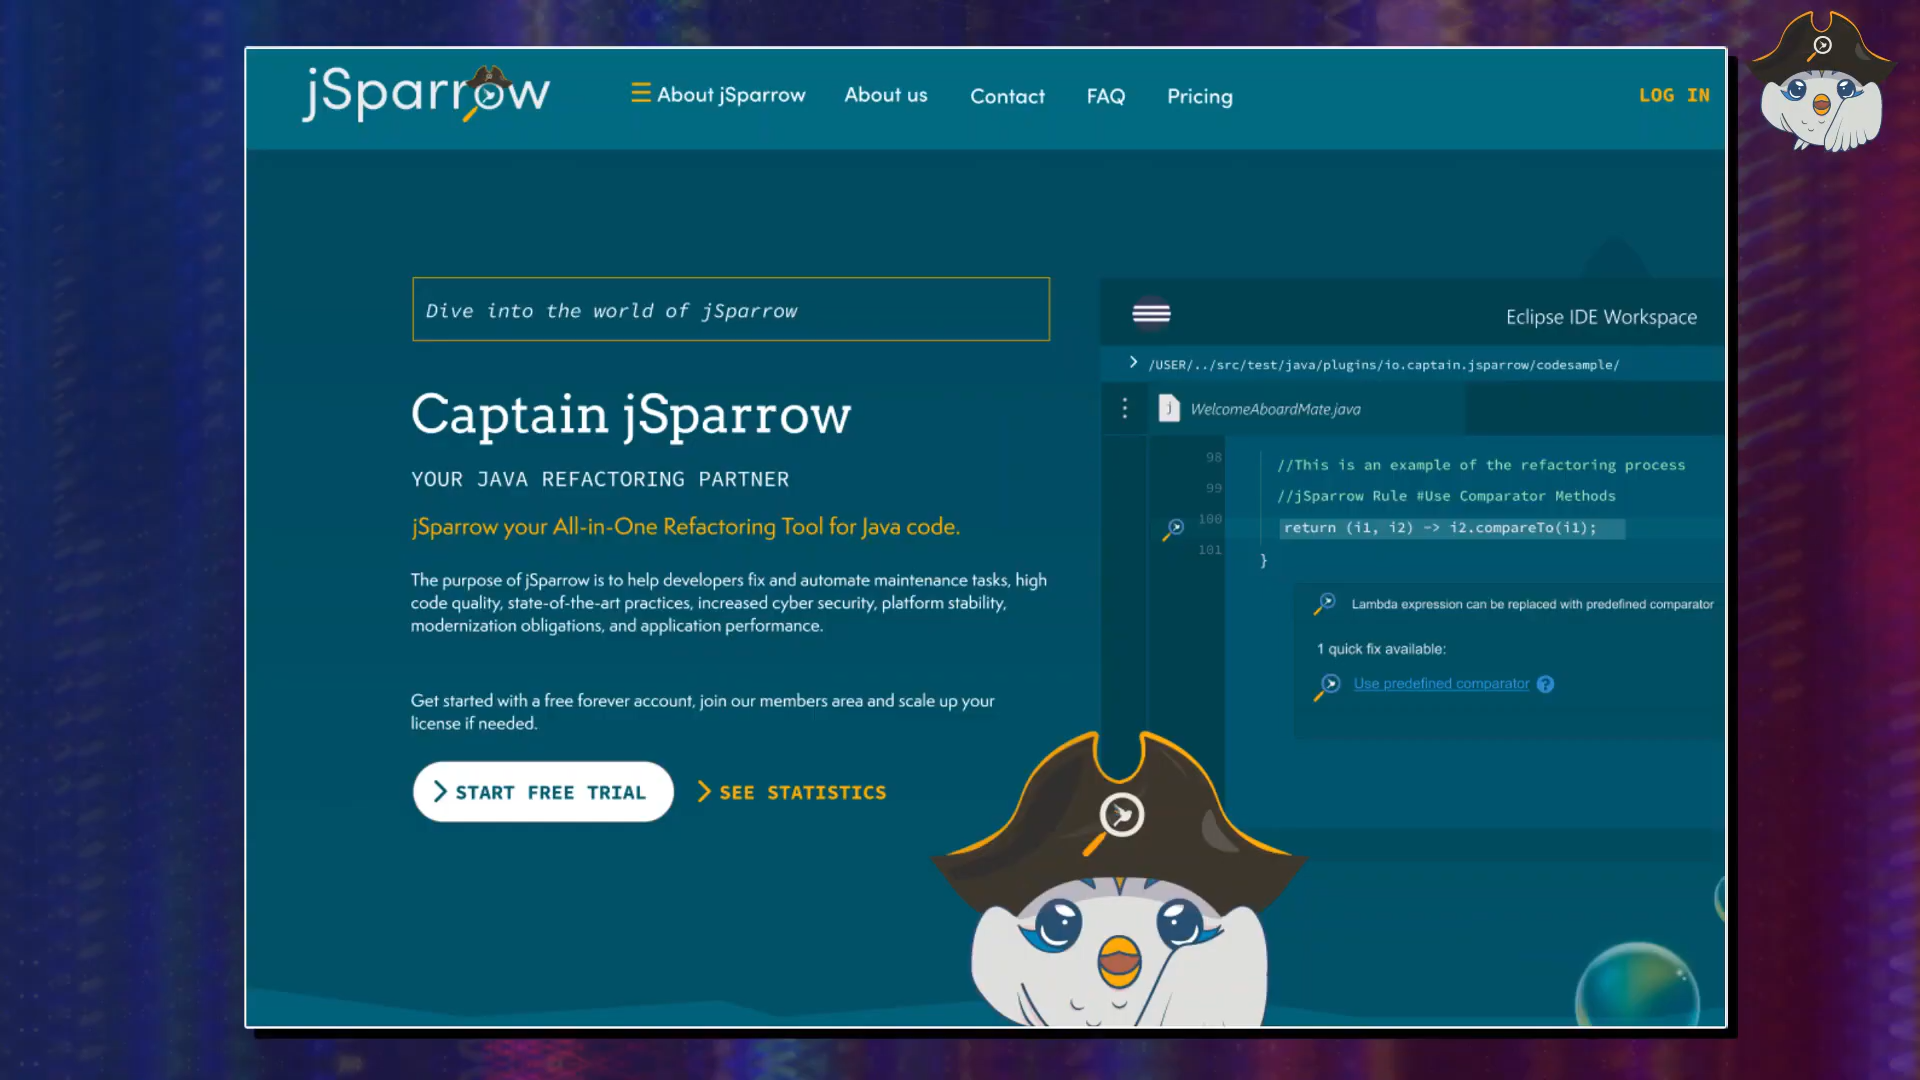 jSparrow
About jSparrow
About us
Contact
FAQ
Pricing
LOG IN
Dive into the world of jSparrow
Captain jSparrow
YOUR JAVA REFACTORING PARTNER
jSparrow your All-in-One Refactoring Tool for Java code.
The purpose of jSparrow is to help developers fix and automate maintenance tasks, high
code quality, state-of-the-art practices, increased cyber security, platform stability,
modernization obligations, and application performance.
Get started with a free forever account, join our members area and scale up your
license if needed.
START FREE TRIAL
SEE STATISTICS
Eclipse IDE Workspace
/USER/../src/test/java/plugins/io.captain.jsparrow/codesample/
j
WelcomeAboardMate.java
98 //This is an example of the refactoring process
99 //jSparrow Rule #Use Comparator Methods
100 return (i1, i2) -> i2.compareTo(i1);
101 }
Lambda expression can be replaced with predefined comparator
1 quick fix available:
Use predefined comparator ?